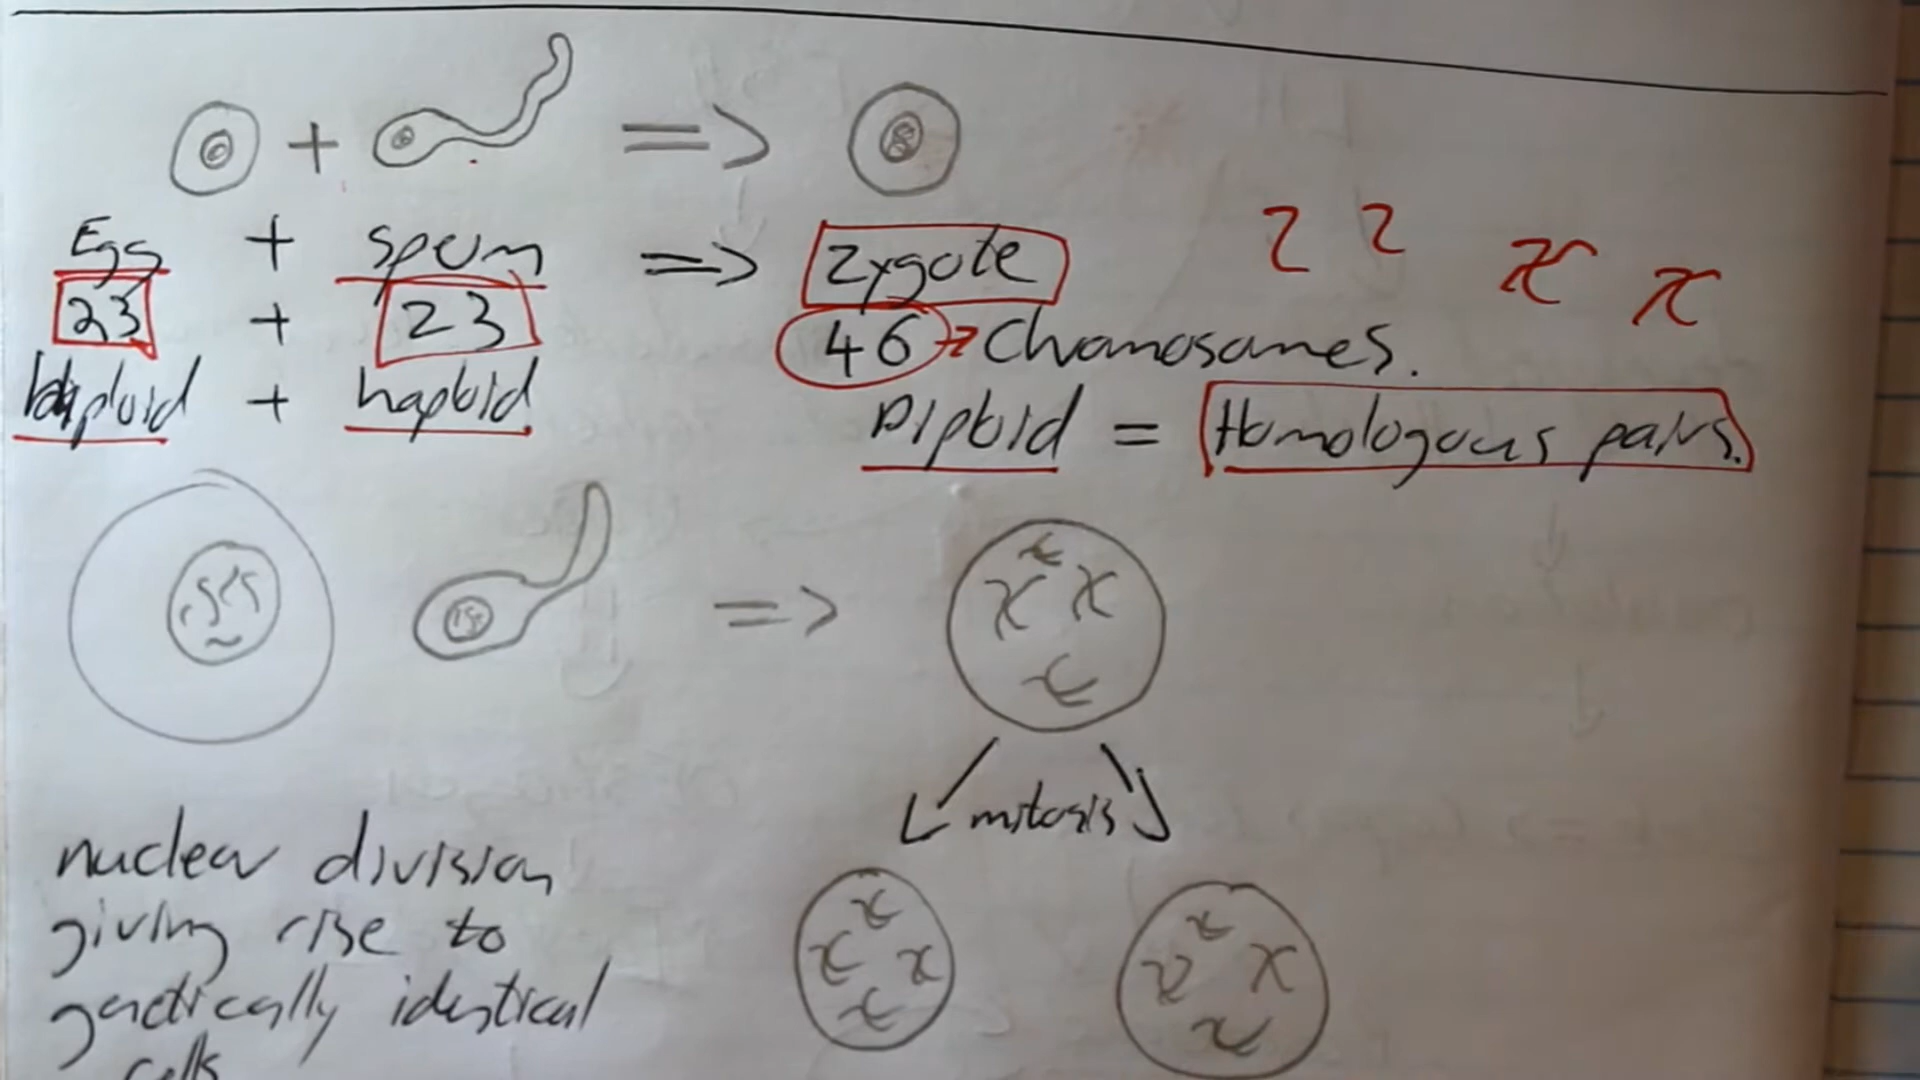 + =>
Egg + sperm => Zygote
23 + 23 46 → Chromosomes.
haploid + haploid Diploid = Homologous pairs.
=>
mitosis
nuclear division
giving rise to
genetically identical
cells